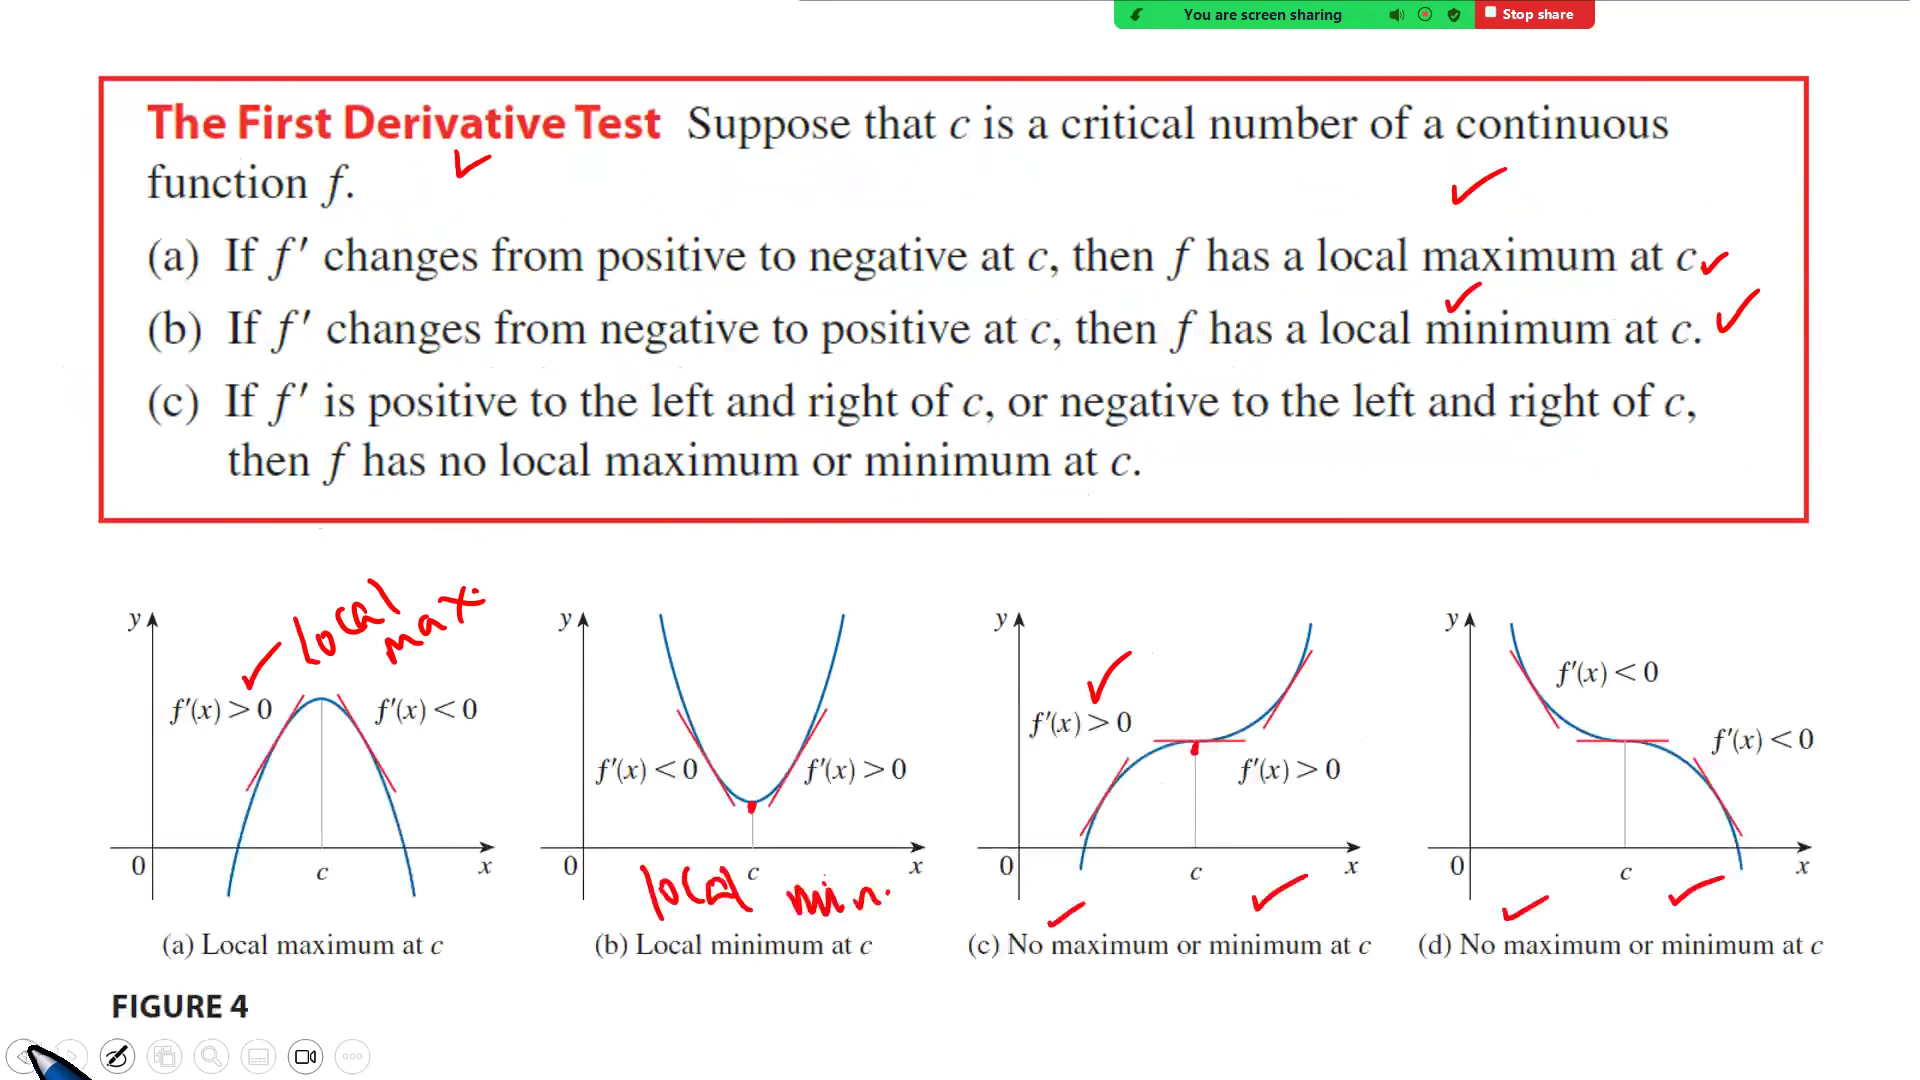 You are screen sharing
Stop share
The First Derivative Test Suppose that c is a critical number of a continuous
function f.
(a) If f′ changes from positive to negative at c, then f has a local maximum at c
(b) If f′ changes from negative to positive at c, then f has a local minimum at c.
(c) If f′ is positive to the left and right of c, or negative to the left and right of c,
then f has no local maximum or minimum at c.
local
max.
y
f′(x) > 0
f′(x) < 0
0
c
x
(a) Local maximum at c
y
f′(x) < 0
f′(x) > 0
0
c
x
local min.
(b) Local minimum at c
y
f′(x) > 0
f′(x) > 0
0
c
x
(c) No maximum or minimum at c
y
f′(x) < 0
f′(x) < 0
0
c
x
(d) No maximum or minimum at c
FIGURE 4